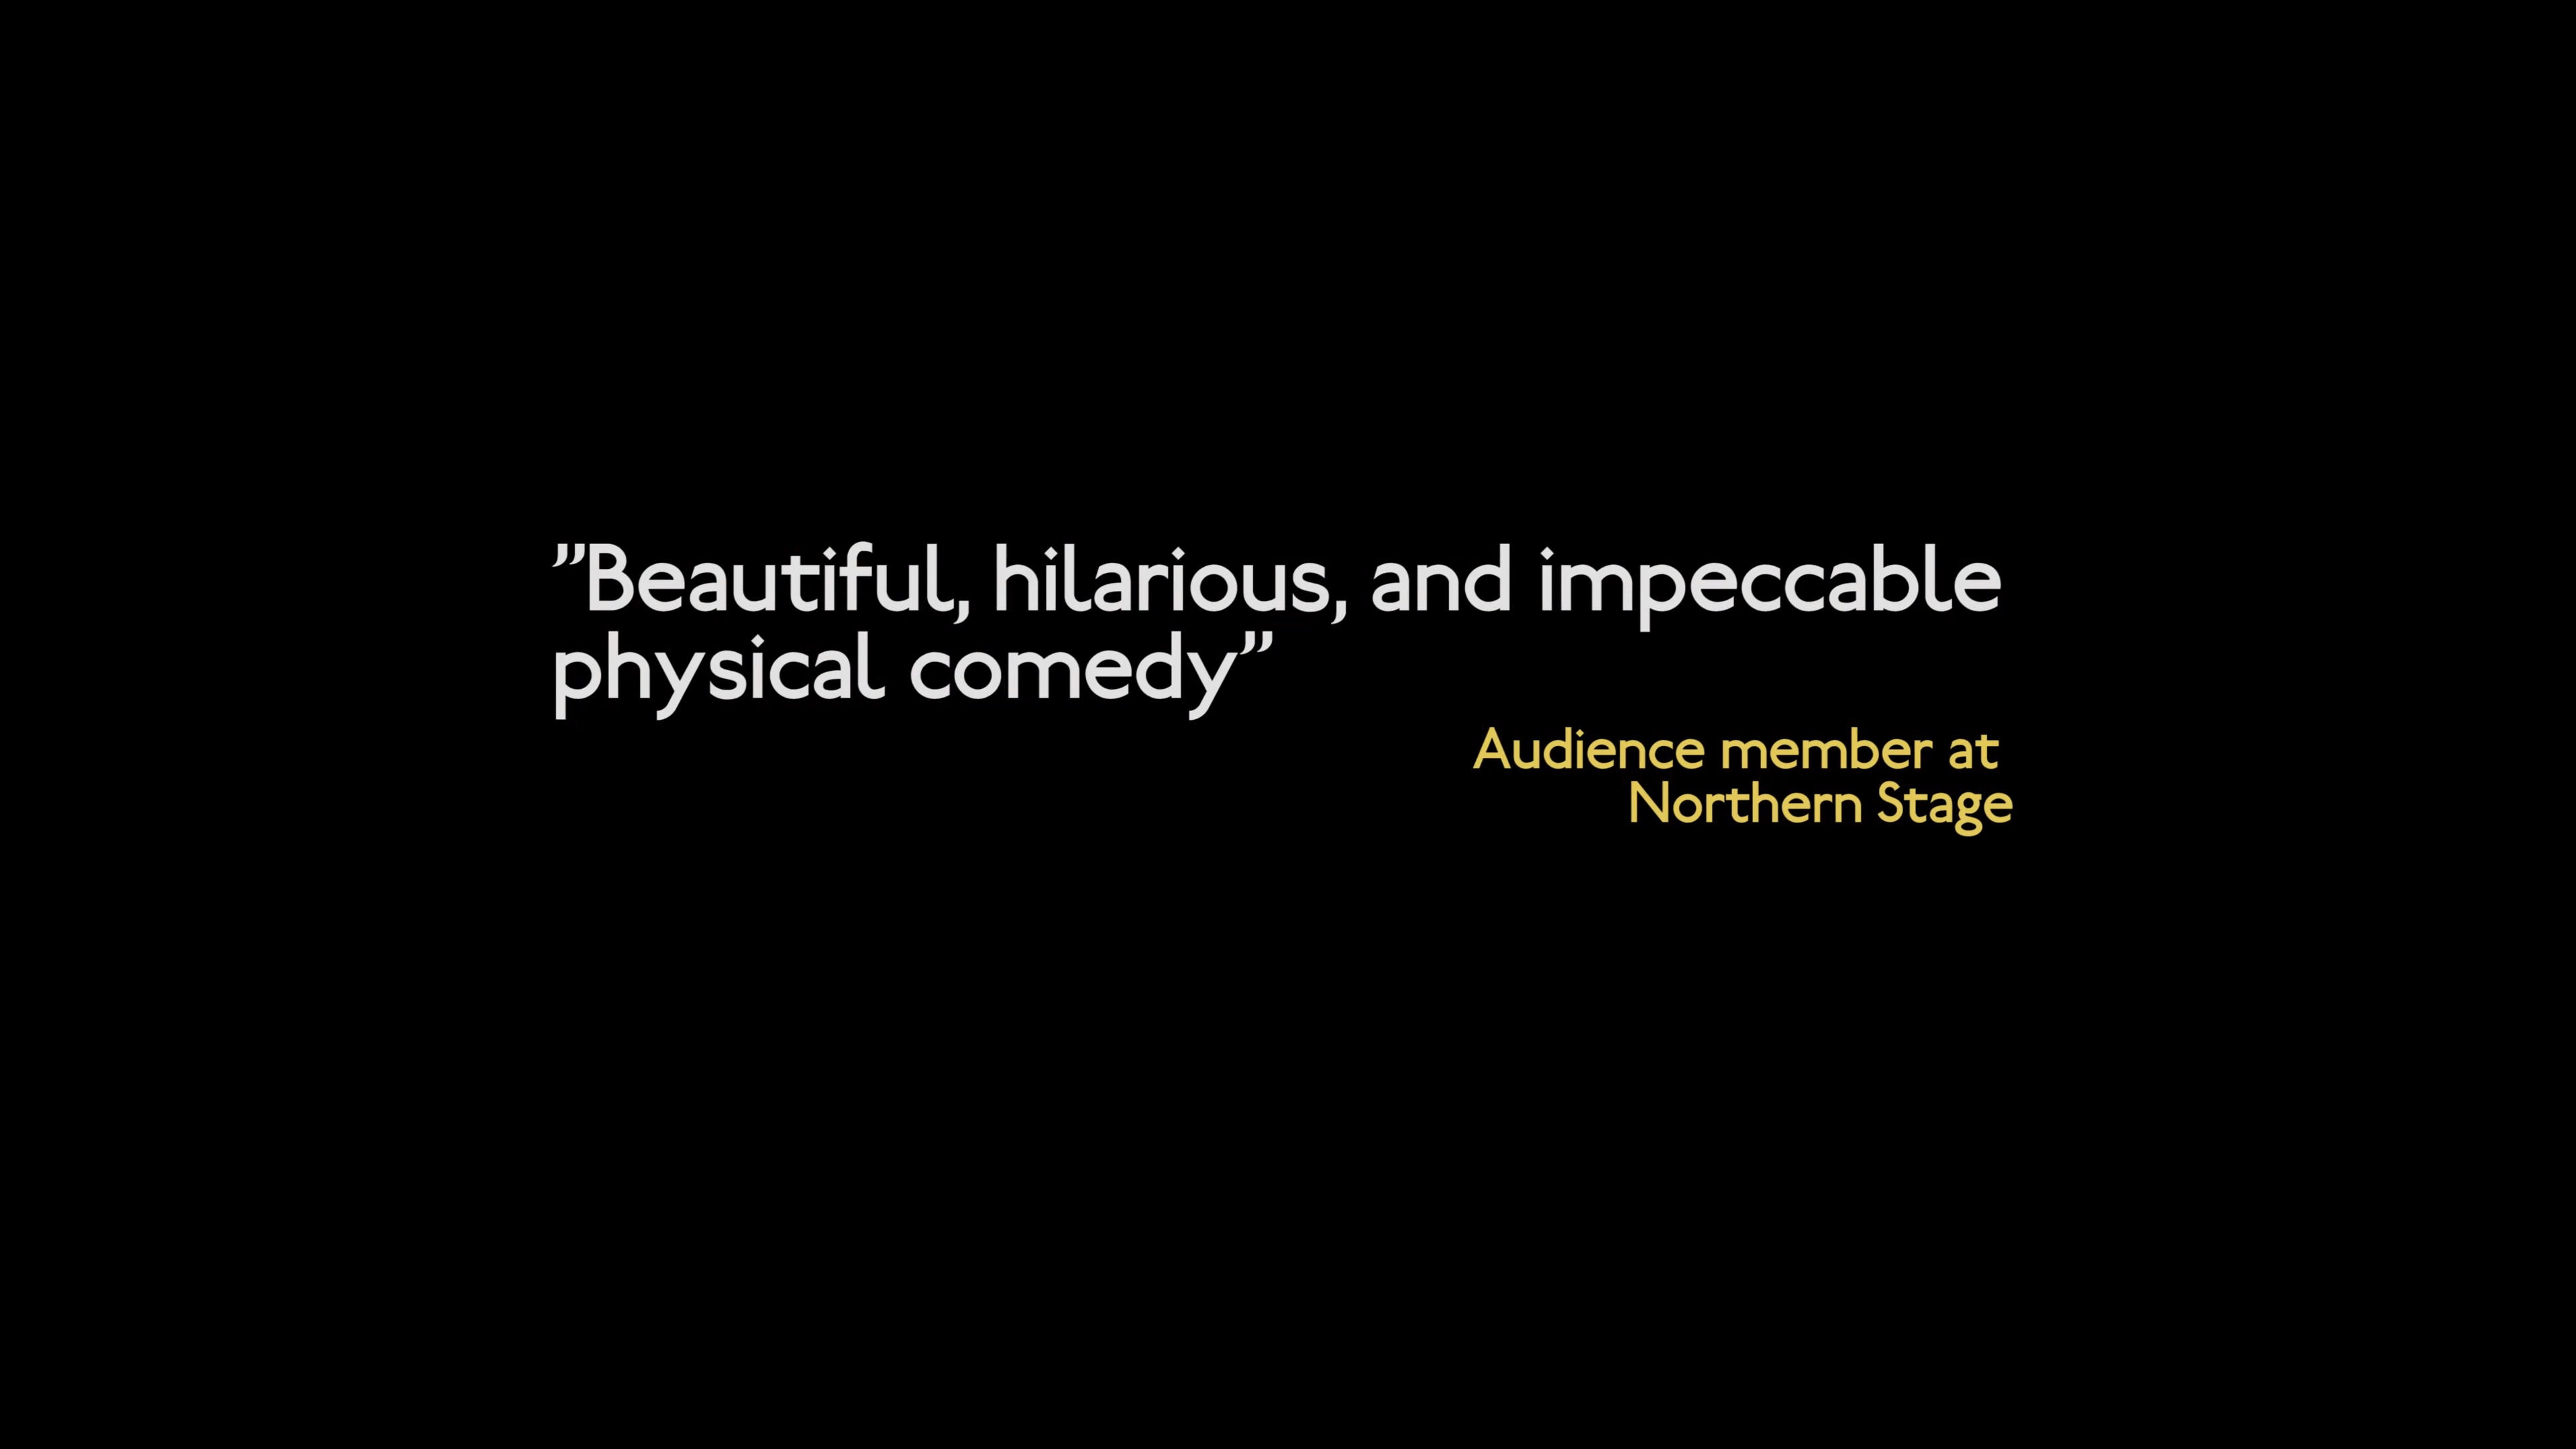 ”Beautiful, hilarious, and impeccable
physical comedy”
Audience member at
Northern Stage